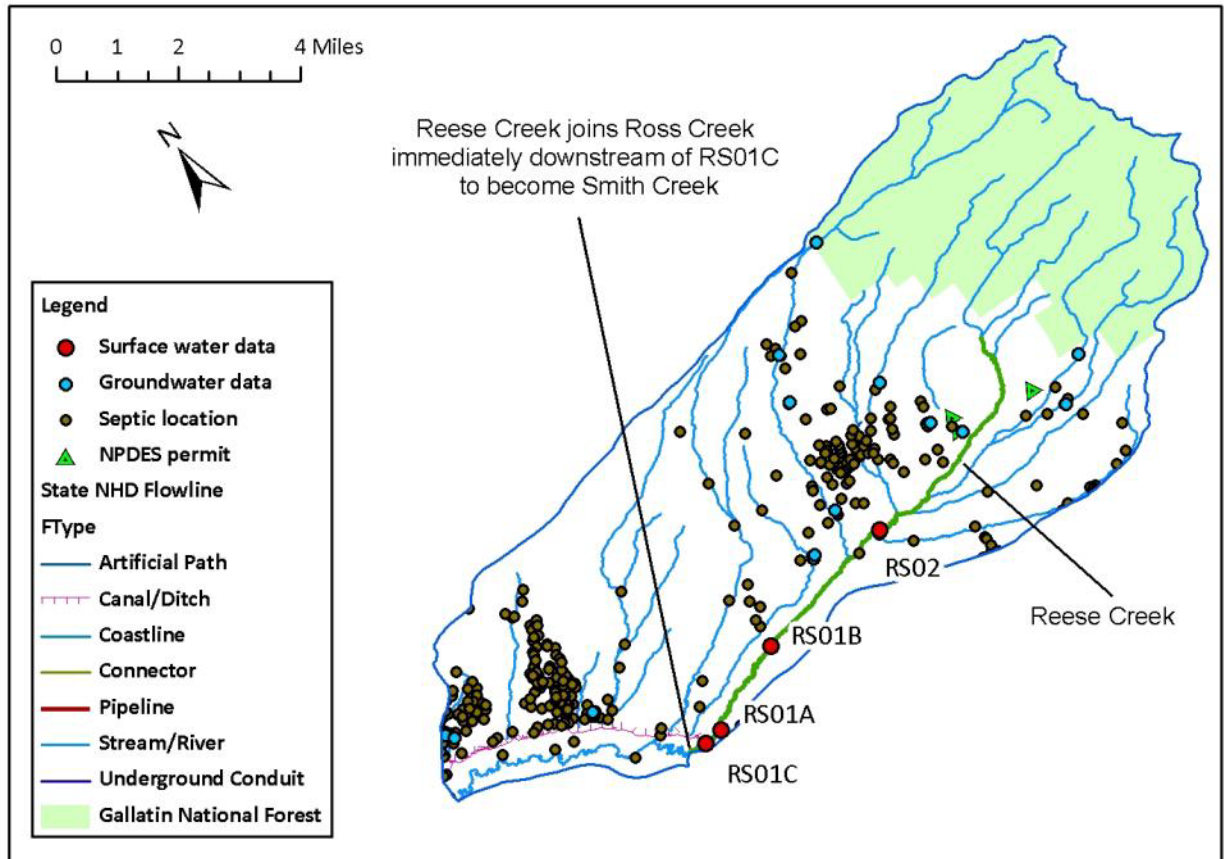 0 1 2 4 Miles
N
Reese Creek joins Ross Creek
immediately downstream of RS01C
to become Smith Creek
Legend
Surface water data
Groundwater data
Septic location
NPDES permit
State NHD Flowline
FType
Artificial Path
Canal/Ditch
Coastline
Connector
Pipeline
Stream/River
Underground Conduit
Gallatin National Forest
RS02
Reese Creek
RS01B
RS01A
RS01C